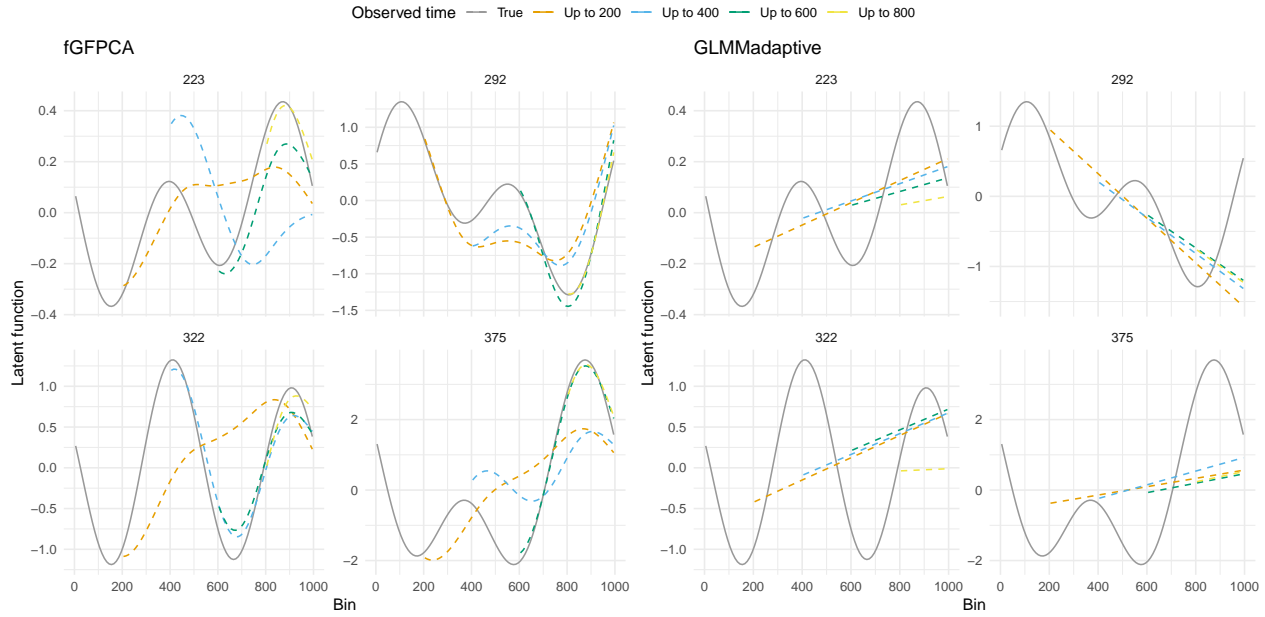 Observed time True Up to 200 Up to 400 Up to 600 Up to 800
fGFPCA GLMMadaptive
223 292 223 292
0.4 0.2 0.0 −0.2 −0.4
1.0 0.5 0.0 −0.5 −1.0 −1.5
0.4 0.2 0.0 −0.2 −0.4
1 0 −1
322 375 322 375
1.0 0.5 0.0 −0.5 −1.0
2 0 −2
1.0 0.5 0.0 −0.5 −1.0
2 0 −2
0 200 400 600 800 1000 0 200 400 600 800 1000 0 200 400 600 800 1000 0 200 400 600 800 1000
Latent function Latent function
Bin Bin